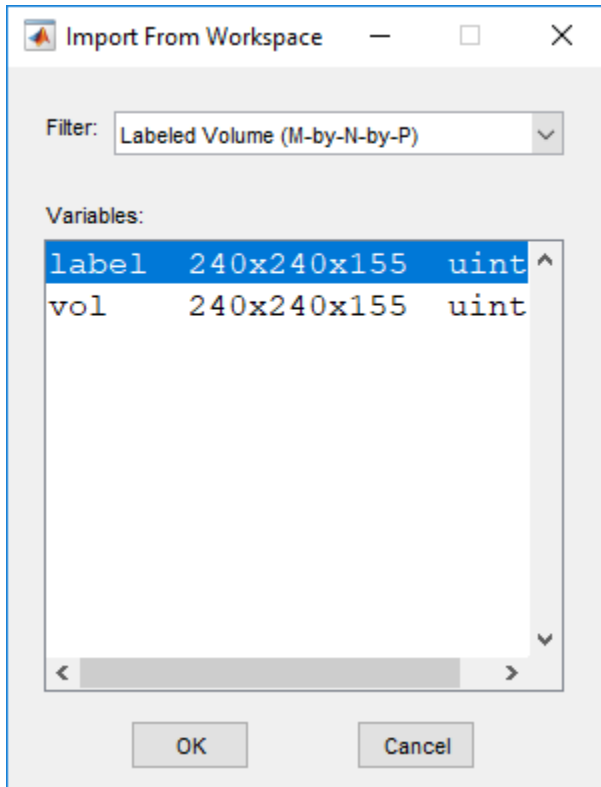 Import From Workspace
Filter: Labeled Volume (M-by-N-by-P)
Variables:
label 240x240x155 uint
vol 240x240x155 uint
OK Cancel